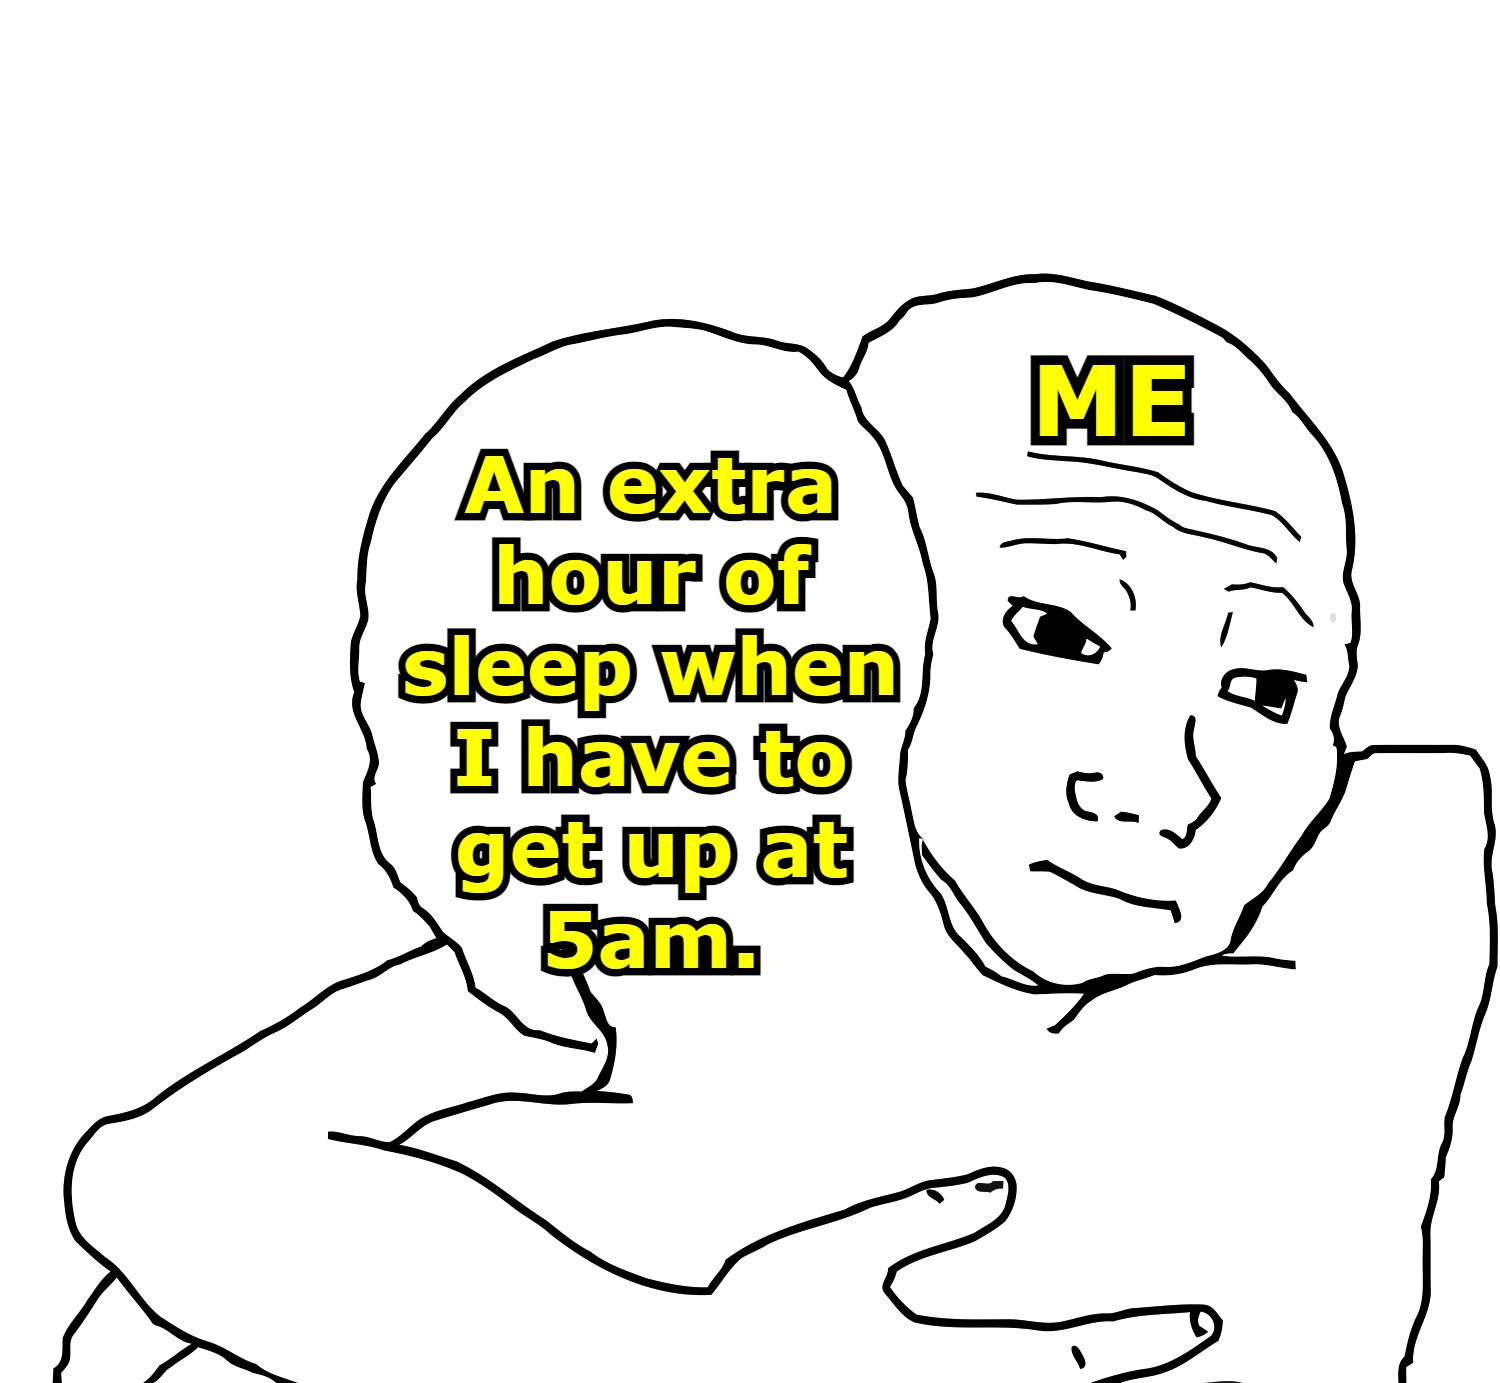 ME
An extra
hour of
sleep when
I have to
get up at
5am.